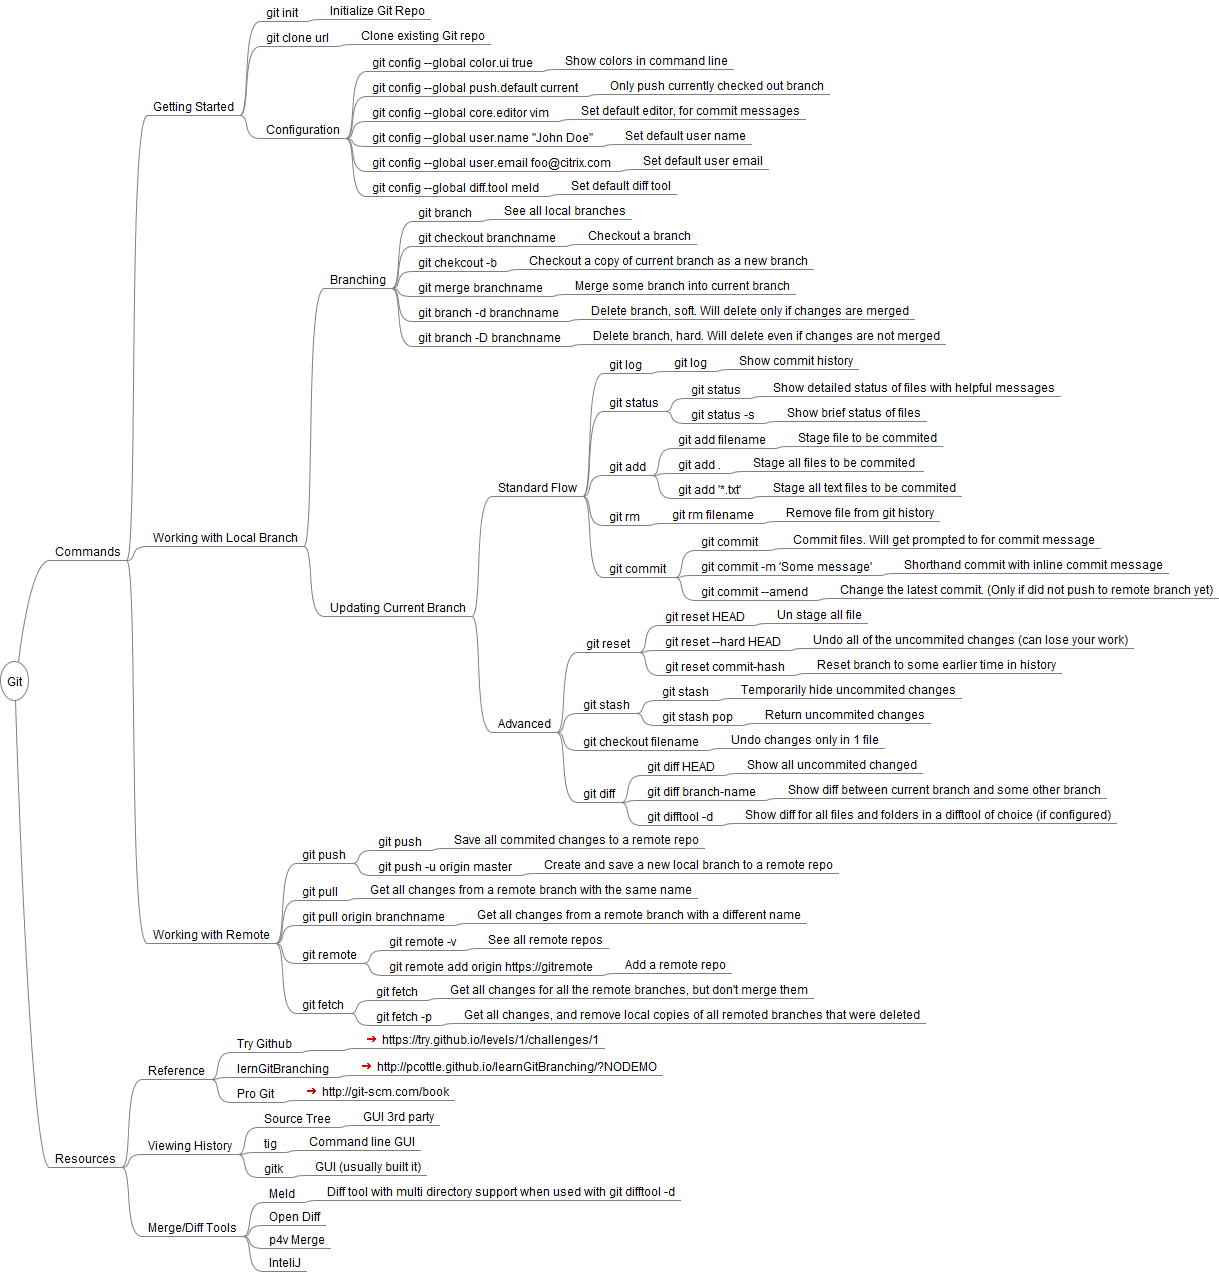 git init Initialize Git Repo
git clone url Clone existing Git repo
git config --global color.ui true Show colors in command line
git config --global push.default current Only push currently checked out branch
Getting Started
git config --global core.editor vim Set default editor, for commit messages
Configuration
git config --global user.name "John Doe" Set default user name
git config --global user.email foo@citrix.com Set default user email
git config --global diff.tool meld Set default diff tool
git branch See all local branches
git checkout branchname Checkout a branch
git chekcout -b Checkout a copy of current branch as a new branch
Branching
git merge branchname Merge some branch into current branch
git branch -d branchname Delete branch, soft. Will delete only if changes are merged
git branch -D branchname Delete branch, hard. Will delete even if changes are not merged
git log git log Show commit history
git status
git status Show detailed status of files with helpful messages
git status -s Show brief status of files
git add
git add filename Stage file to be commited
git add . Stage all files to be commited
git add '*.txt' Stage all text files to be commited
Standard Flow
git rm git rm filename Remove file from git history
Working with Local Branch
Commands
git commit
git commit Commit files. Will get prompted to for commit message
git commit -m 'Some message' Shorthand commit with inline commit message
git commit --amend Change the latest commit. (Only if did not push to remote branch yet)
Updating Current Branch
git reset
git reset HEAD Un stage all file
git reset --hard HEAD Undo all of the uncommited changes (can lose your work)
git reset commit-hash Reset branch to some earlier time in history
Git
git stash
git stash Temporarily hide uncommited changes
git stash pop Return uncommited changes
Advanced
git checkout filename Undo changes only in 1 file
git diff
git diff HEAD Show all uncommited changed
git diff branch-name Show diff between current branch and some other branch
git difftool -d Show diff for all files and folders in a difftool of choice (if configured)
git push
git push Save all commited changes to a remote repo
git push -u origin master Create and save a new local branch to a remote repo
git pull Get all changes from a remote branch with the same name
git pull origin branchname Get all changes from a remote branch with a different name
Working with Remote
git remote
git remote -v See all remote repos
git remote add origin https://gitremote Add a remote repo
git fetch
git fetch Get all changes for all the remote branches, but don't merge them
git fetch -p Get all changes, and remove local copies of all remoted branches that were deleted
Try Github https://try.github.io/levels/1/challenges/1
Reference
lernGitBranching http://pcottle.github.io/learnGitBranching/?NODEMO
Pro Git http://git-scm.com/book
Source Tree GUI 3rd party
Viewing History
tig Command line GUI
Resources
gitk GUI (usually built it)
Meld Diff tool with multi directory support when used with git difftool -d
Open Diff
Merge/Diff Tools
p4v Merge
InteliJ